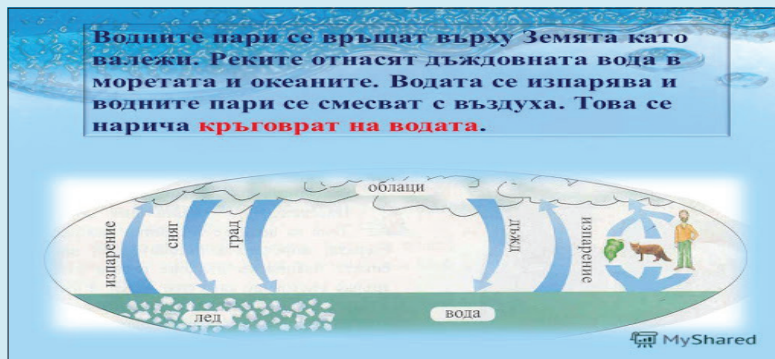 Водните пари се връщат върху Земята като
валежи. Реките отнасят дъждовната вода в
моретата и океаните. Водата се изпарява и
водните пари се смесват с въздуха. Това се
нарича кръговрат на водата.
облаци
изпарение
сняг
град
дъжд
изпарение
лед
вода
MyShared